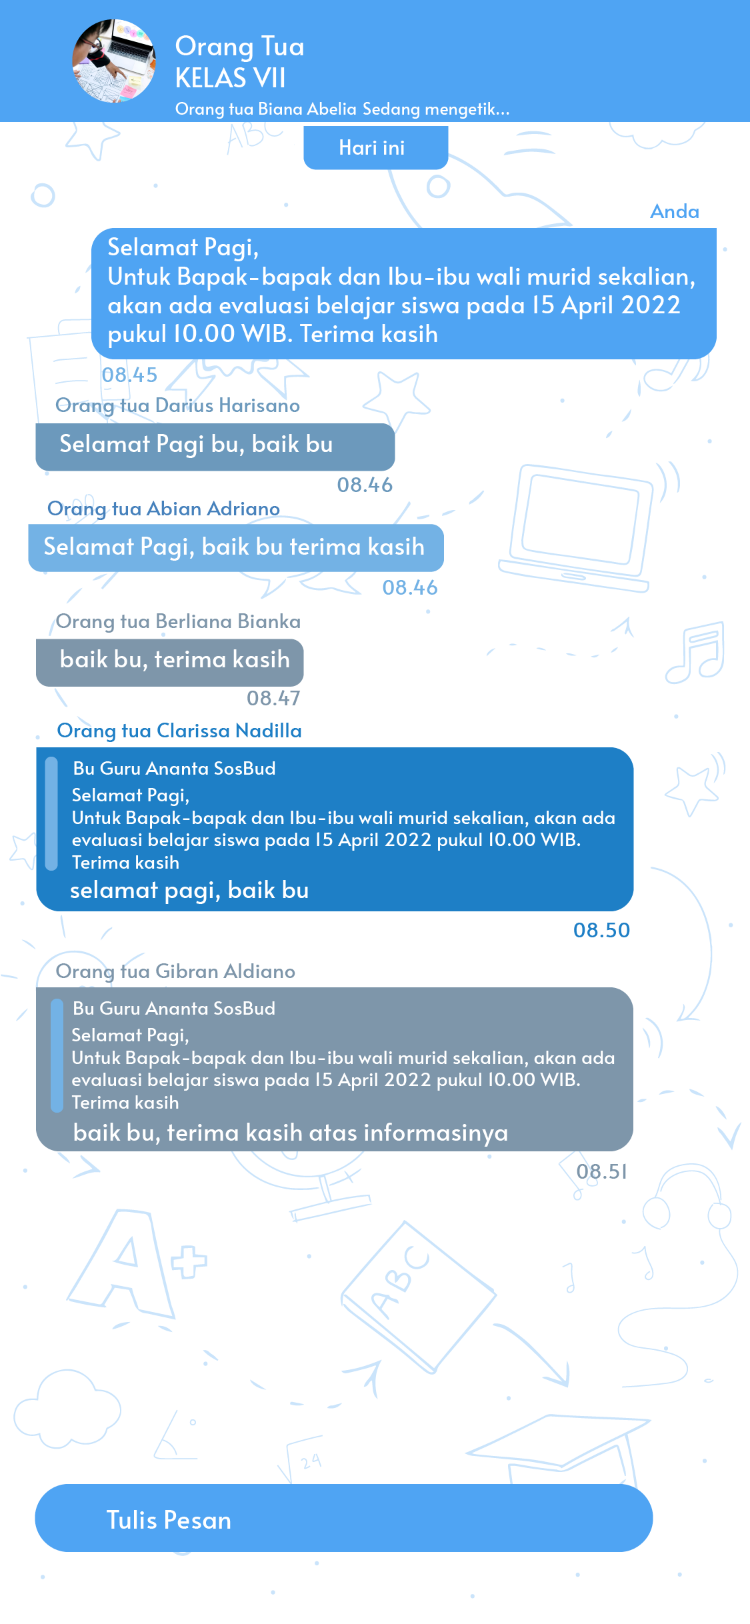 Orang Tua
KELAS VII
Orang tua Biana Abelia Sedang mengetik...
ABC
Hari ini
Anda
Selamat Pagi,
Untuk Bapak-bapak dan Ibu-ibu wali murid sekalian,
akan ada evaluasi belajar siswa pada 15 April 2022
pukul 10.00 WIB. Terima kasih
08.45
Orang tua Darius Harisano
Selamat Pagi bu, baik bu
08.46
Orang tua Abian Adriano
Selamat Pagi, baik bu terima kasih
08.46
Orang tua Berliana Bianka
baik bu, terima kasih
08.47
Orang tua Clarissa Nadilla
Bu Guru Ananta SosBud
Selamat Pagi,
Untuk Bapak-bapak dan Ibu-ibu wali murid sekalian, akan ada
evaluasi belajar siswa pada 15 April 2022 pukul 10.00 WIB.
Terima kasih
selamat pagi, baik bu
08.50
Orang tua Gibran Aldiano
Bu Guru Ananta SosBud
Selamat Pagi,
Untuk Bapak-bapak dan Ibu-ibu wali murid sekalian, akan ada
evaluasi belajar siswa pada 15 April 2022 pukul 10.00 WIB.
Terima kasih
baik bu, terima kasih atas informasinya
08.51
A+
ABC
√29
Tulis Pesan